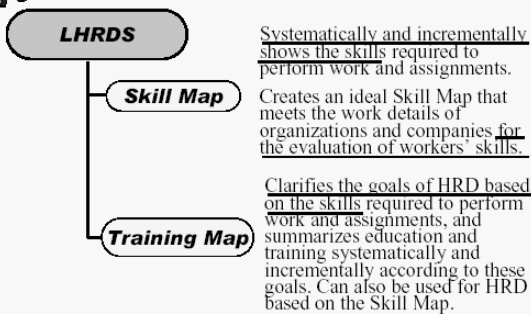 LHRDS
Systematically and incrementally
shows the skills required to
perform work and assignments.
Skill Map
Creates an ideal Skill Map that
meets the work details of
organizations and companies for
the evaluation of workers' skills.
Training Map
Clarifies the goals of HRD based
on the skills required to perform
work and assignments, and
summarizes education and
training systematically and
incrementally according to these
goals. Can also be used for HRD
based on the Skill Map.